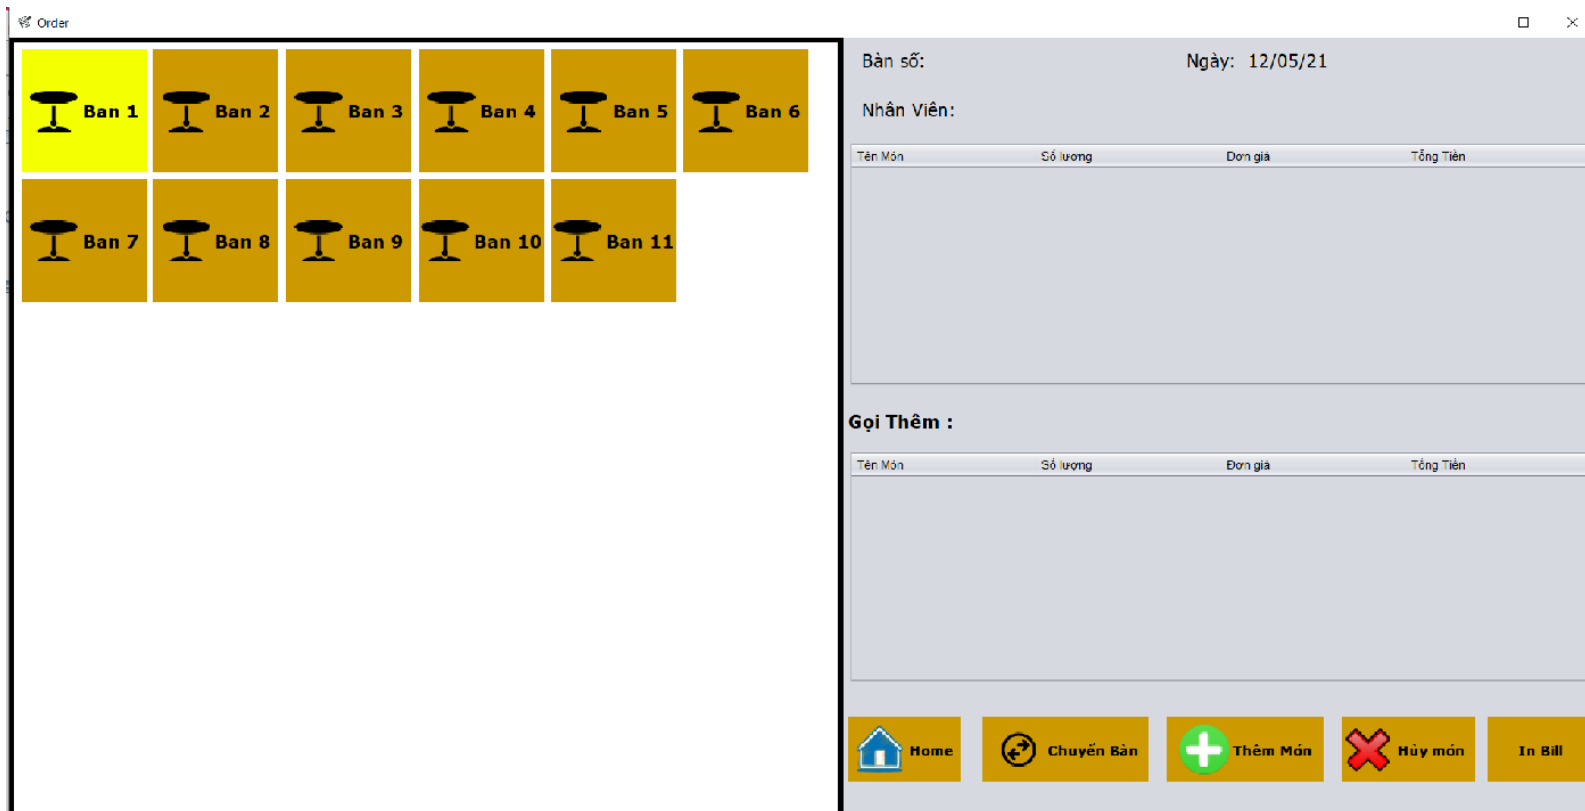 Order
Ban 1 Ban 2 Ban 3 Ban 4 Ban 5 Ban 6
Ban 7 Ban 8 Ban 9 Ban 10 Ban 11
Bàn số: Ngày: 12/05/21
Nhân Viên:
Tên Món Số lượng Đơn giá Tổng Tiền
Gọi Thêm :
Tên Món Số lượng Đơn giá Tổng Tiền
Home Chuyển Bàn Thêm Món Hủy món In Bill